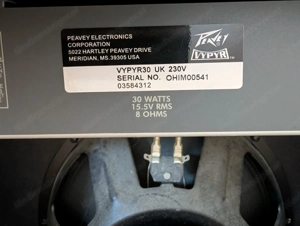 PEAVEY ELECTRONICS
CORPORATION
5022 HARTLEY PEAVEY DRIVE
MERIDIAN, MS. 39305 USA
PEAVEY
VYPYR
VYPYR30 UK 230V
SERIAL NO. OHIM00541
03584312
30 WATTS
15.5V RMS
8 OHMS